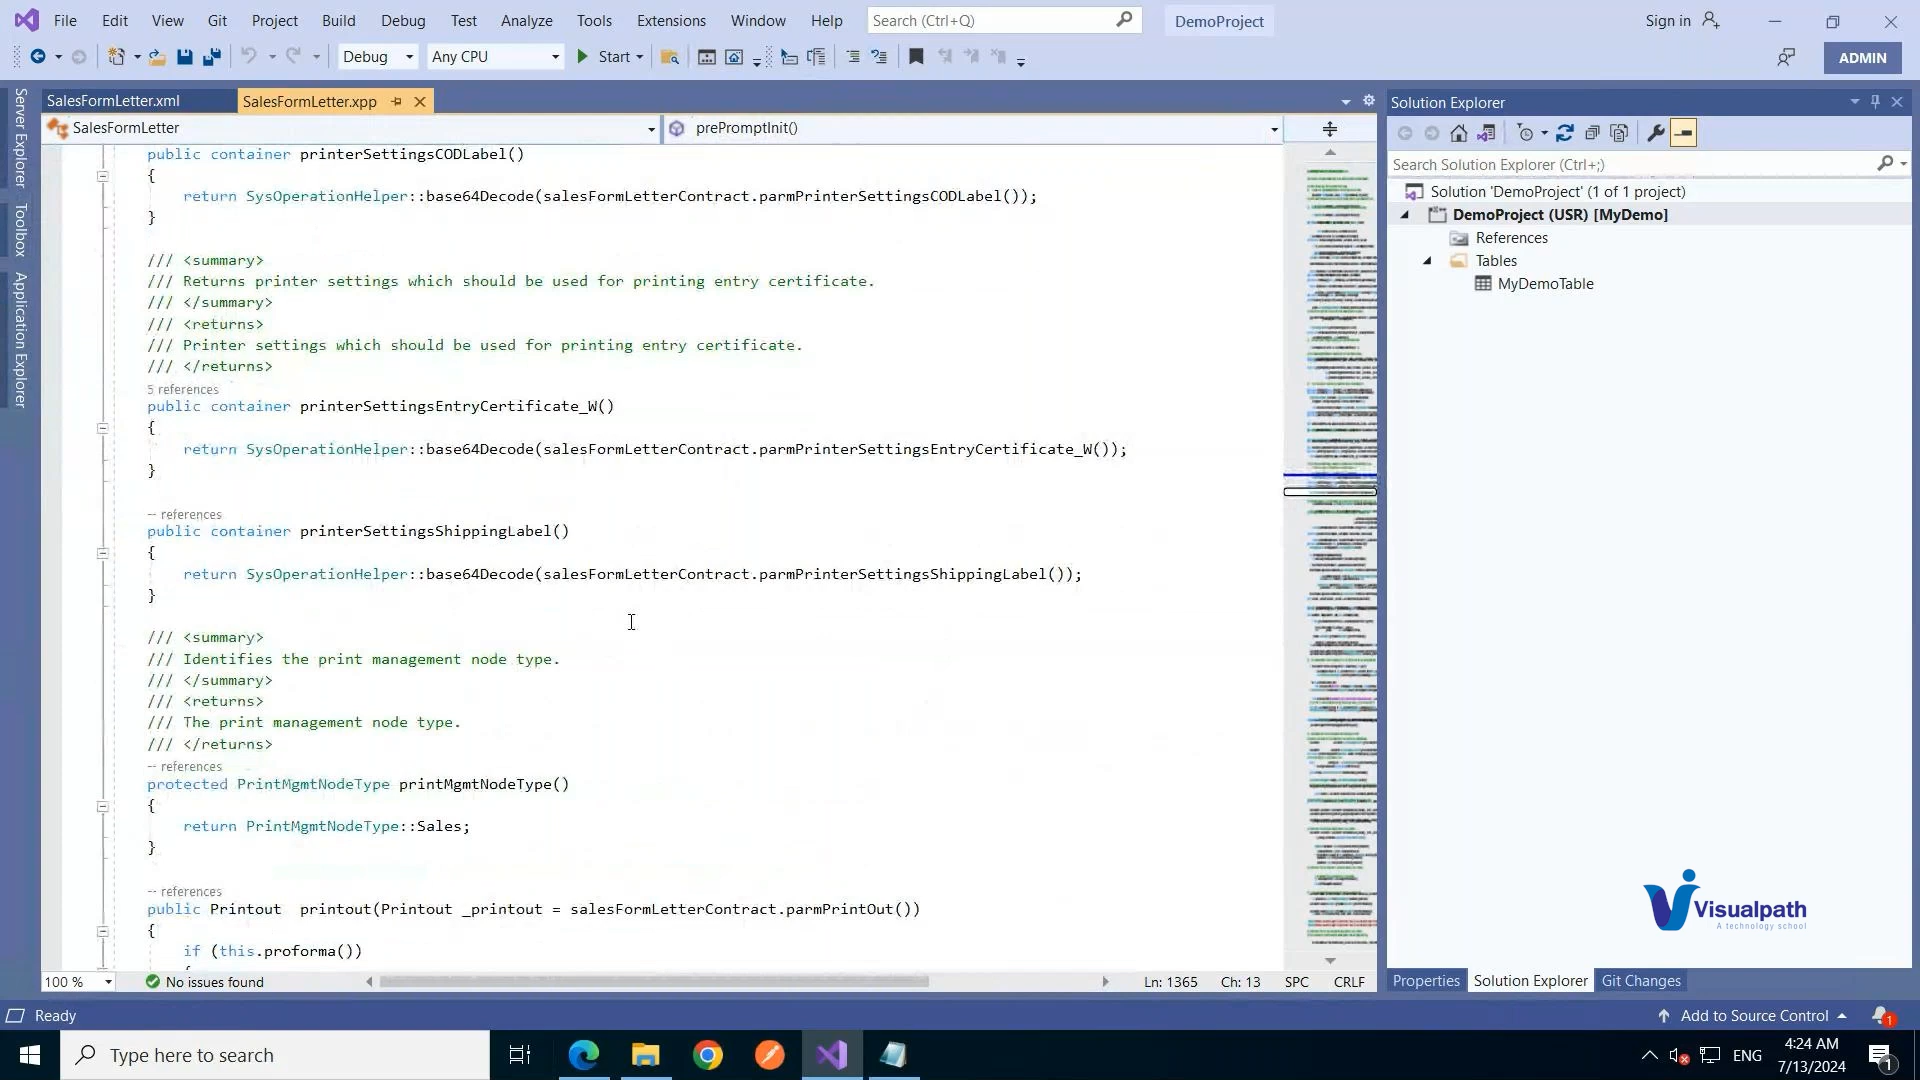 File Edit View Git Project Build Debug Test Analyze Tools Extensions Window Help Search (Ctrl+Q) DemoProject Sign in
Debug Any CPU Start ADMIN
Server Explorer
Toolbox
Application Explorer
SalesFormLetter.xml SalesFormLetter.xpp
SalesFormLetter prePromptInit()
public container printerSettingsCODLabel()
{
return SysOperationHelper::base64Decode(salesFormLetterContract.parmPrinterSettingsCODLabel());
}
/// <summary>
/// Returns printer settings which should be used for printing entry certificate.
/// </summary>
/// <returns>
/// Printer settings which should be used for printing entry certificate.
/// </returns>
5 references
public container printerSettingsEntryCertificate_W()
{
return SysOperationHelper::base64Decode(salesFormLetterContract.parmPrinterSettingsEntryCertificate_W());
}
-- references
public container printerSettingsShippingLabel()
{
return SysOperationHelper::base64Decode(salesFormLetterContract.parmPrinterSettingsShippingLabel());
}
/// <summary>
/// Identifies the print management node type.
/// </summary>
/// <returns>
/// The print management node type.
/// </returns>
-- references
protected PrintMgmtNodeType printMgmtNodeType()
{
return PrintMgmtNodeType::Sales;
}
-- references
public Printout  printout(Printout _printout = salesFormLetterContract.parmPrintOut())
{
if (this.proforma())
100 % No issues found Ln: 1365 Ch: 13 SPC CRLF
Solution Explorer
Search Solution Explorer (Ctrl+;)
Solution 'DemoProject' (1 of 1 project)
DemoProject (USR) [MyDemo]
References
Tables
MyDemoTable
Visualpath
A technology school
Properties Solution Explorer Git Changes
Ready Add to Source Control 1
Type here to search ENG 4:24 AM
7/13/2024 1